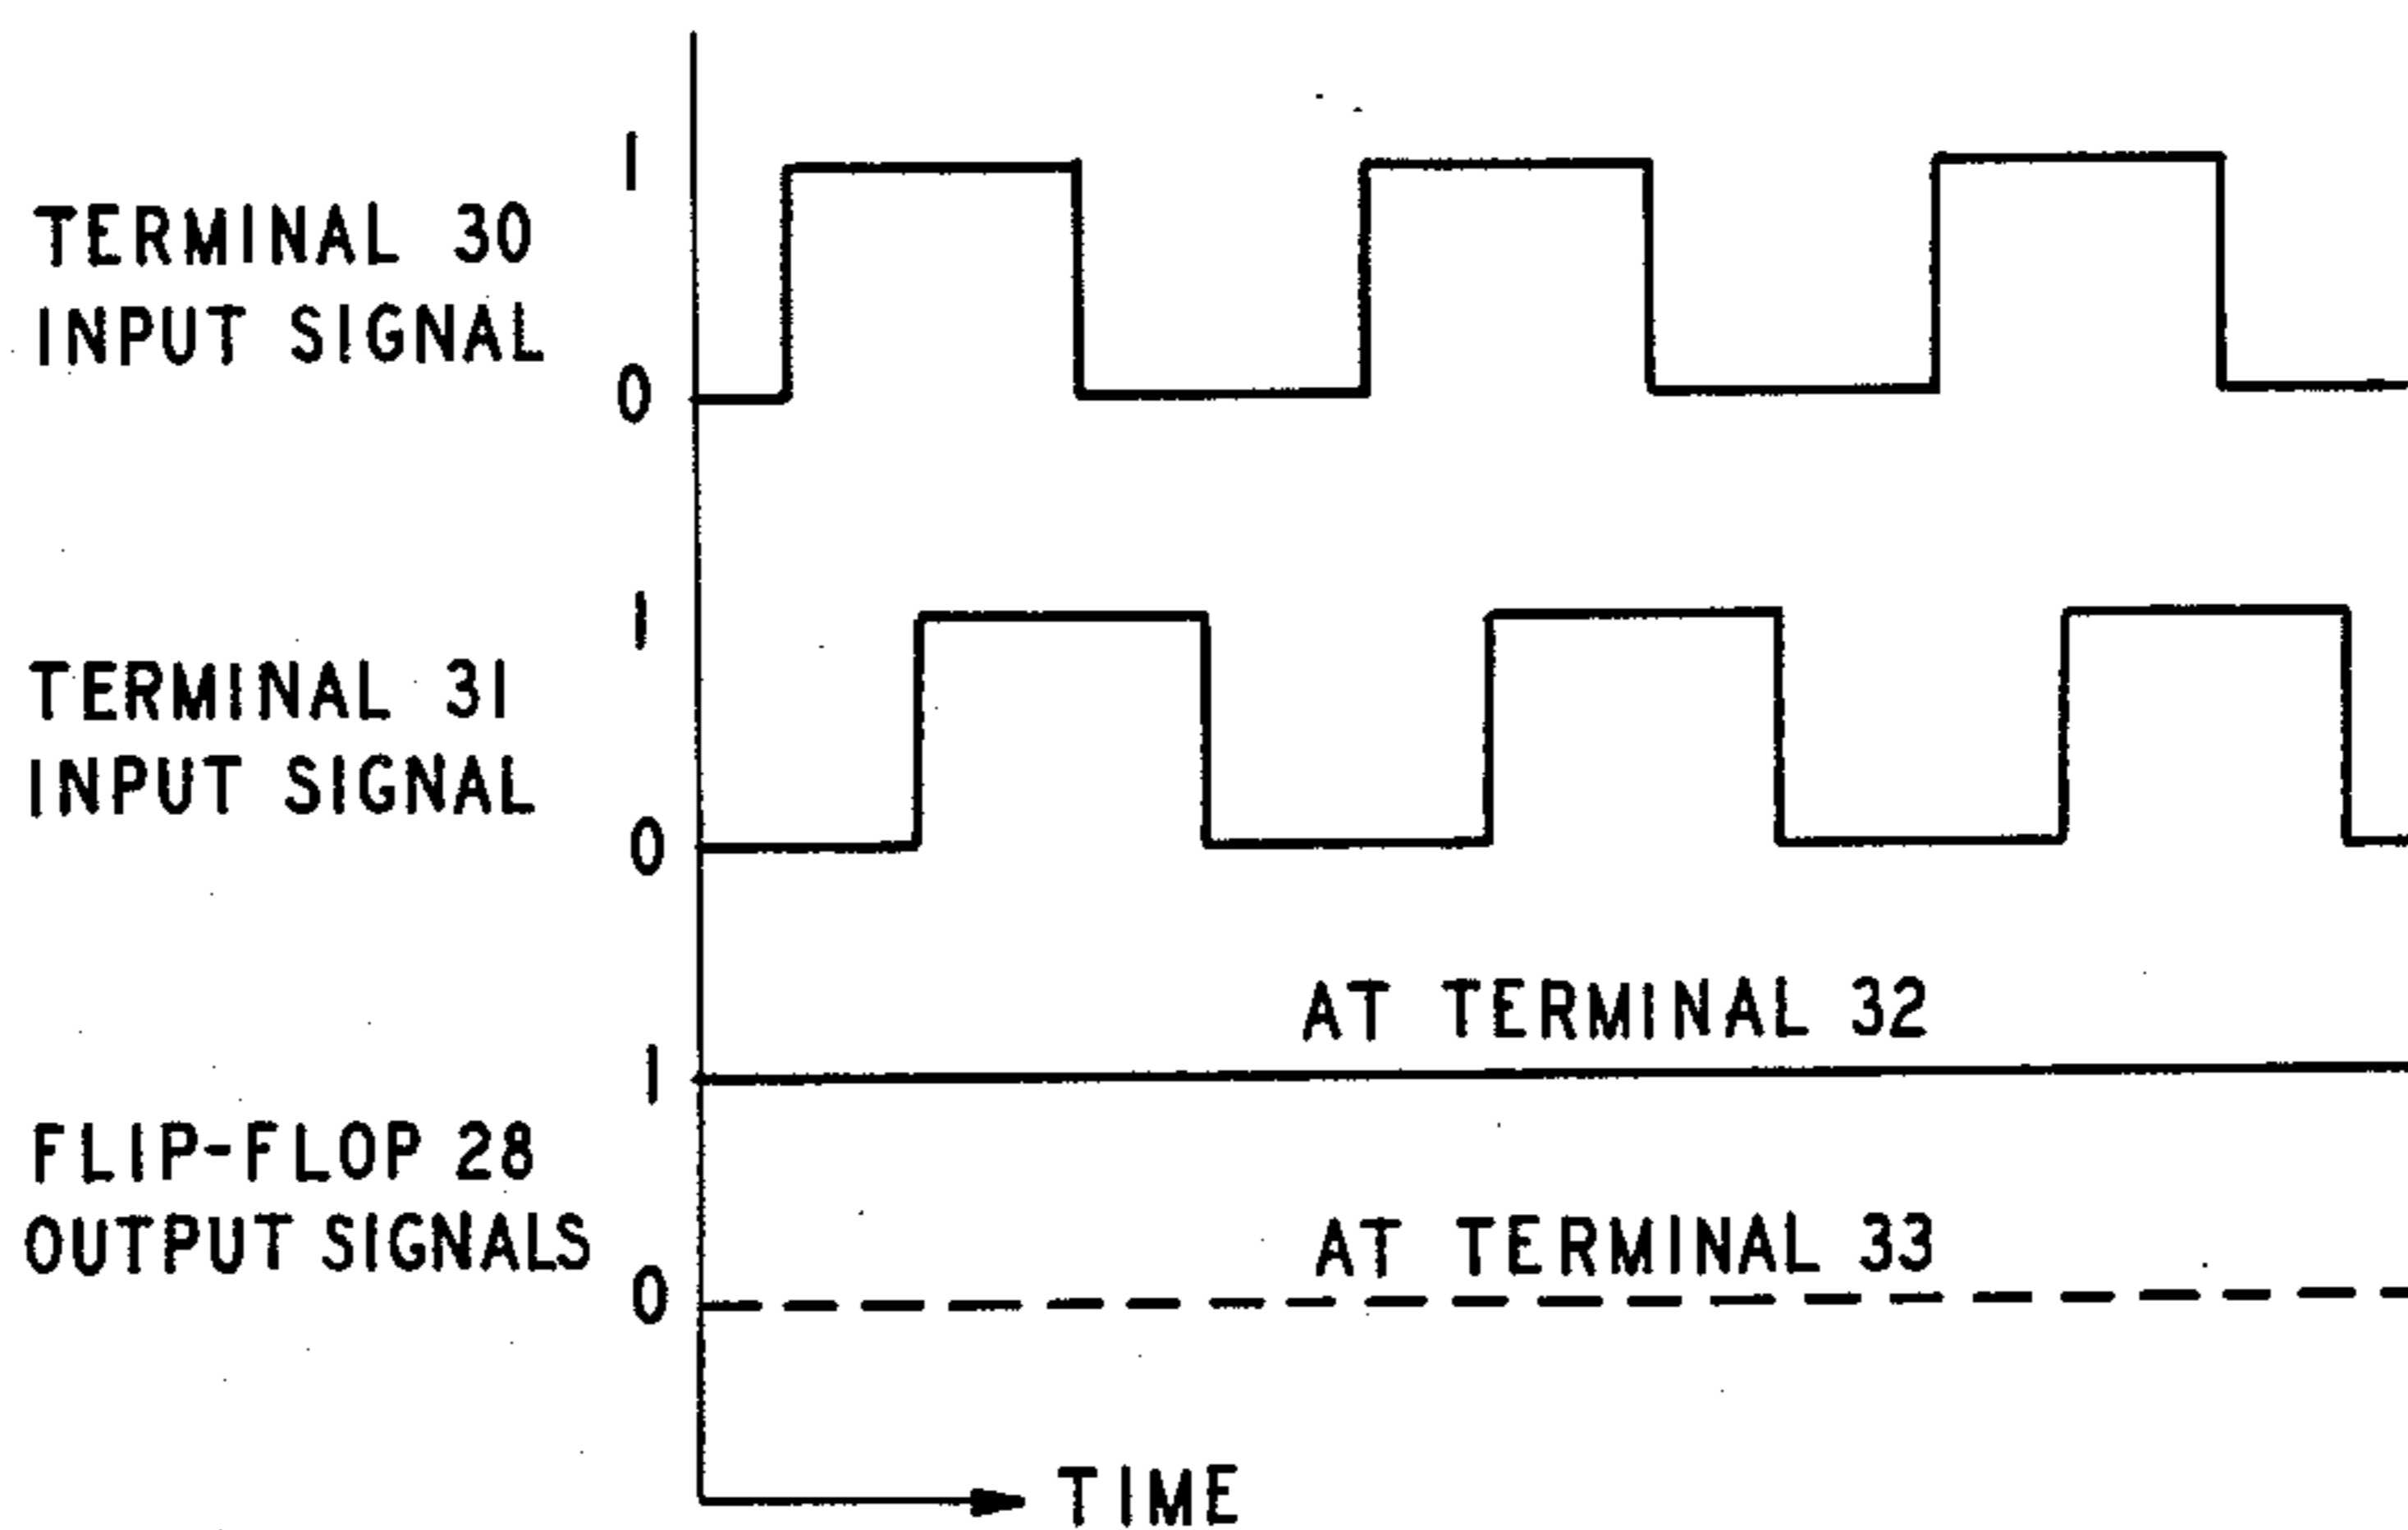 1
TERMINAL 30
INPUT SIGNAL
0
1
TERMINAL 31
INPUT SIGNAL
0
AT TERMINAL 32
1
FLIP-FLOP 28
OUTPUT SIGNALS
AT TERMINAL 33
0
TIME